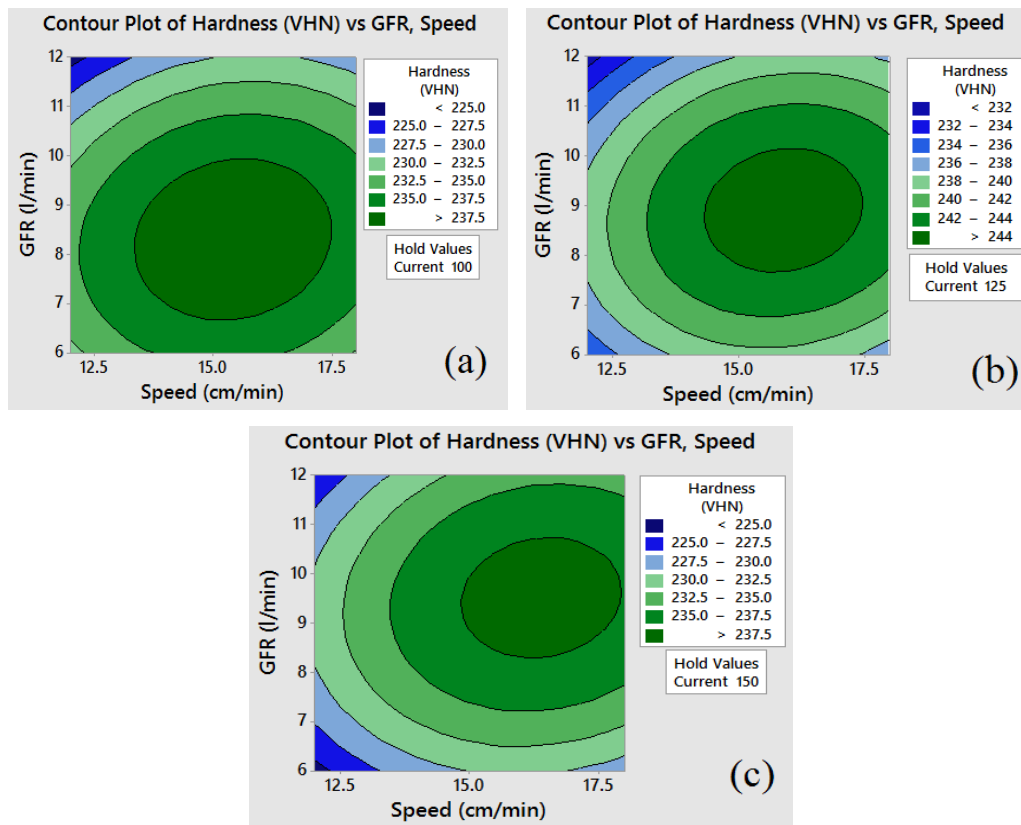 Contour Plot of Hardness (VHN) vs GFR, Speed
12
11
10
9
8
7
6
GFR (l/min)
12.5
15.0
17.5
Speed (cm/min)
Hardness
(VHN)
< 225.0
225.0 – 227.5
227.5 – 230.0
230.0 – 232.5
232.5 – 235.0
235.0 – 237.5
> 237.5
Hold Values
Current 100
(a)
Contour Plot of Hardness (VHN) vs GFR, Speed
12
11
10
9
8
7
6
GFR (l/min)
12.5
15.0
17.5
Speed (cm/min)
Hardness
(VHN)
< 232
232 – 234
234 – 236
236 – 238
238 – 240
240 – 242
242 – 244
> 244
Hold Values
Current 125
(b)
Contour Plot of Hardness (VHN) vs GFR, Speed
12
11
10
9
8
7
6
GFR (l/min)
12.5
15.0
17.5
Speed (cm/min)
Hardness
(VHN)
< 225.0
225.0 – 227.5
227.5 – 230.0
230.0 – 232.5
232.5 – 235.0
235.0 – 237.5
> 237.5
Hold Values
Current 150
(c)